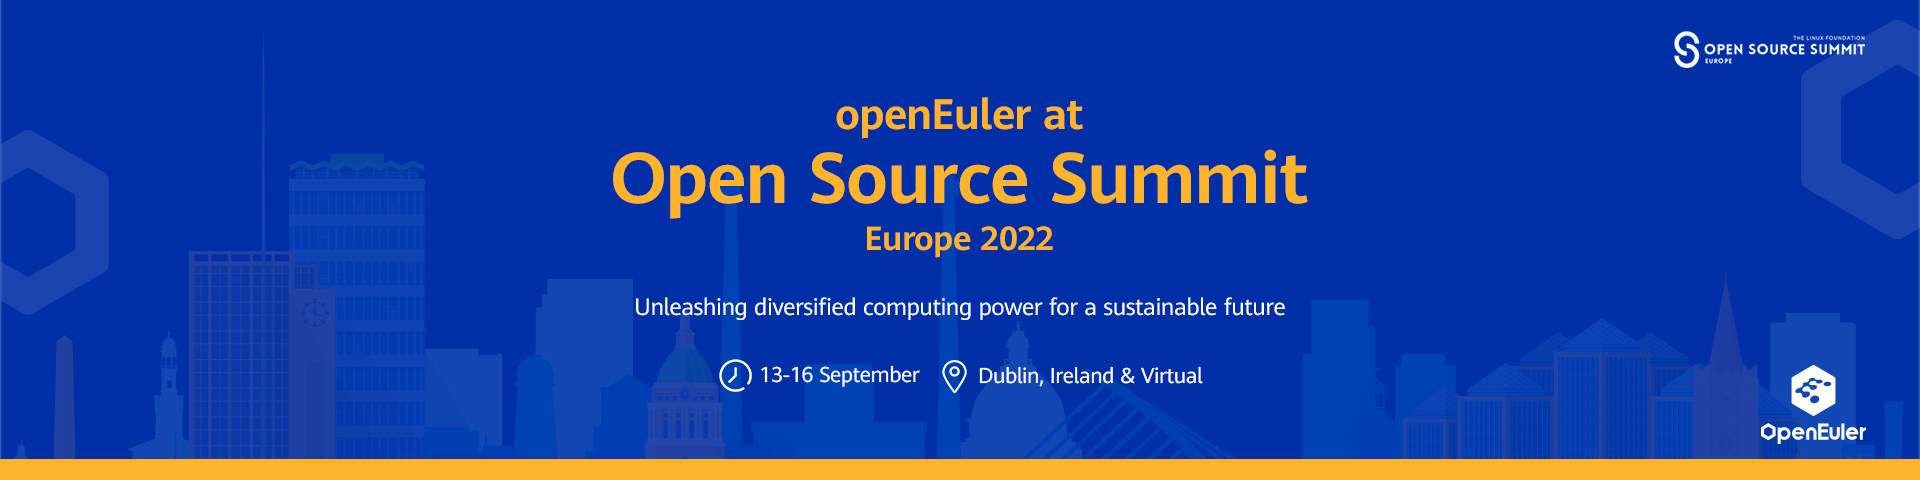 THE LINUX FOUNDATION
OPEN SOURCE SUMMIT
EUROPE
openEuler at
Open Source Summit
Europe 2022
Unleashing diversified computing power for a sustainable future
13-16 September
Dublin, Ireland & Virtual
OpenEuler